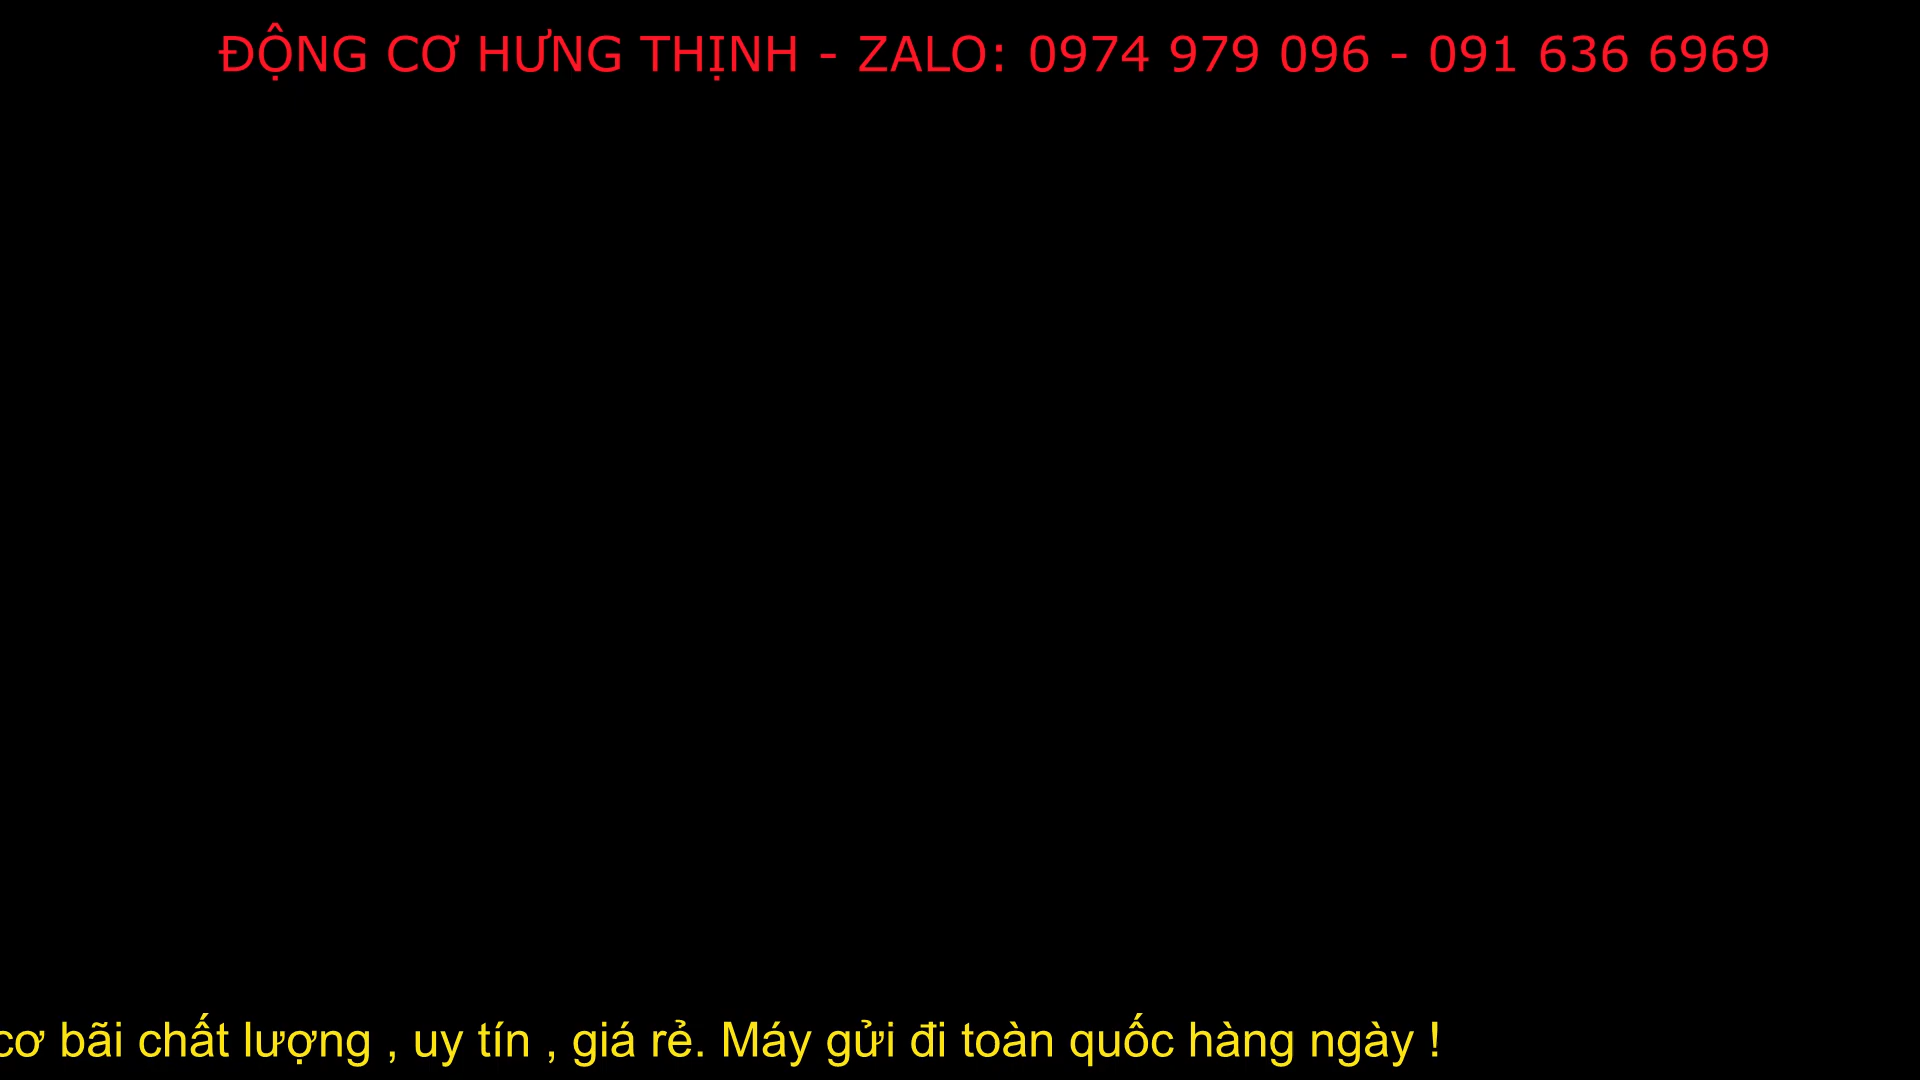 ĐỘNG CƠ HƯNG THỊNH - ZALO: 0974 979 096 - 091 636 6969
cơ bãi chất lượng , uy tín , giá rẻ. Máy gửi đi toàn quốc hàng ngày !